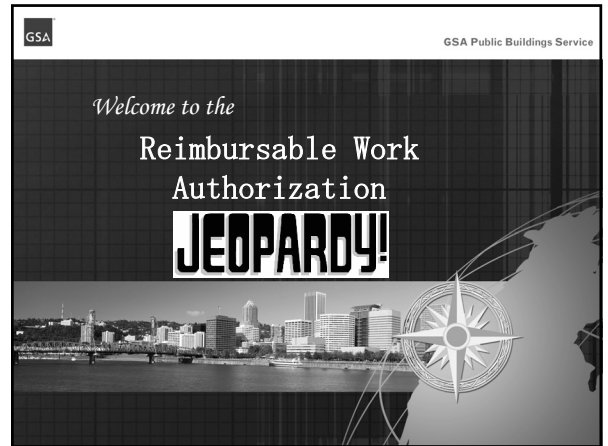 GSA
GSA Public Buildings Service
Welcome to the
Reimbursable Work
Authorization
JEOPARDY!